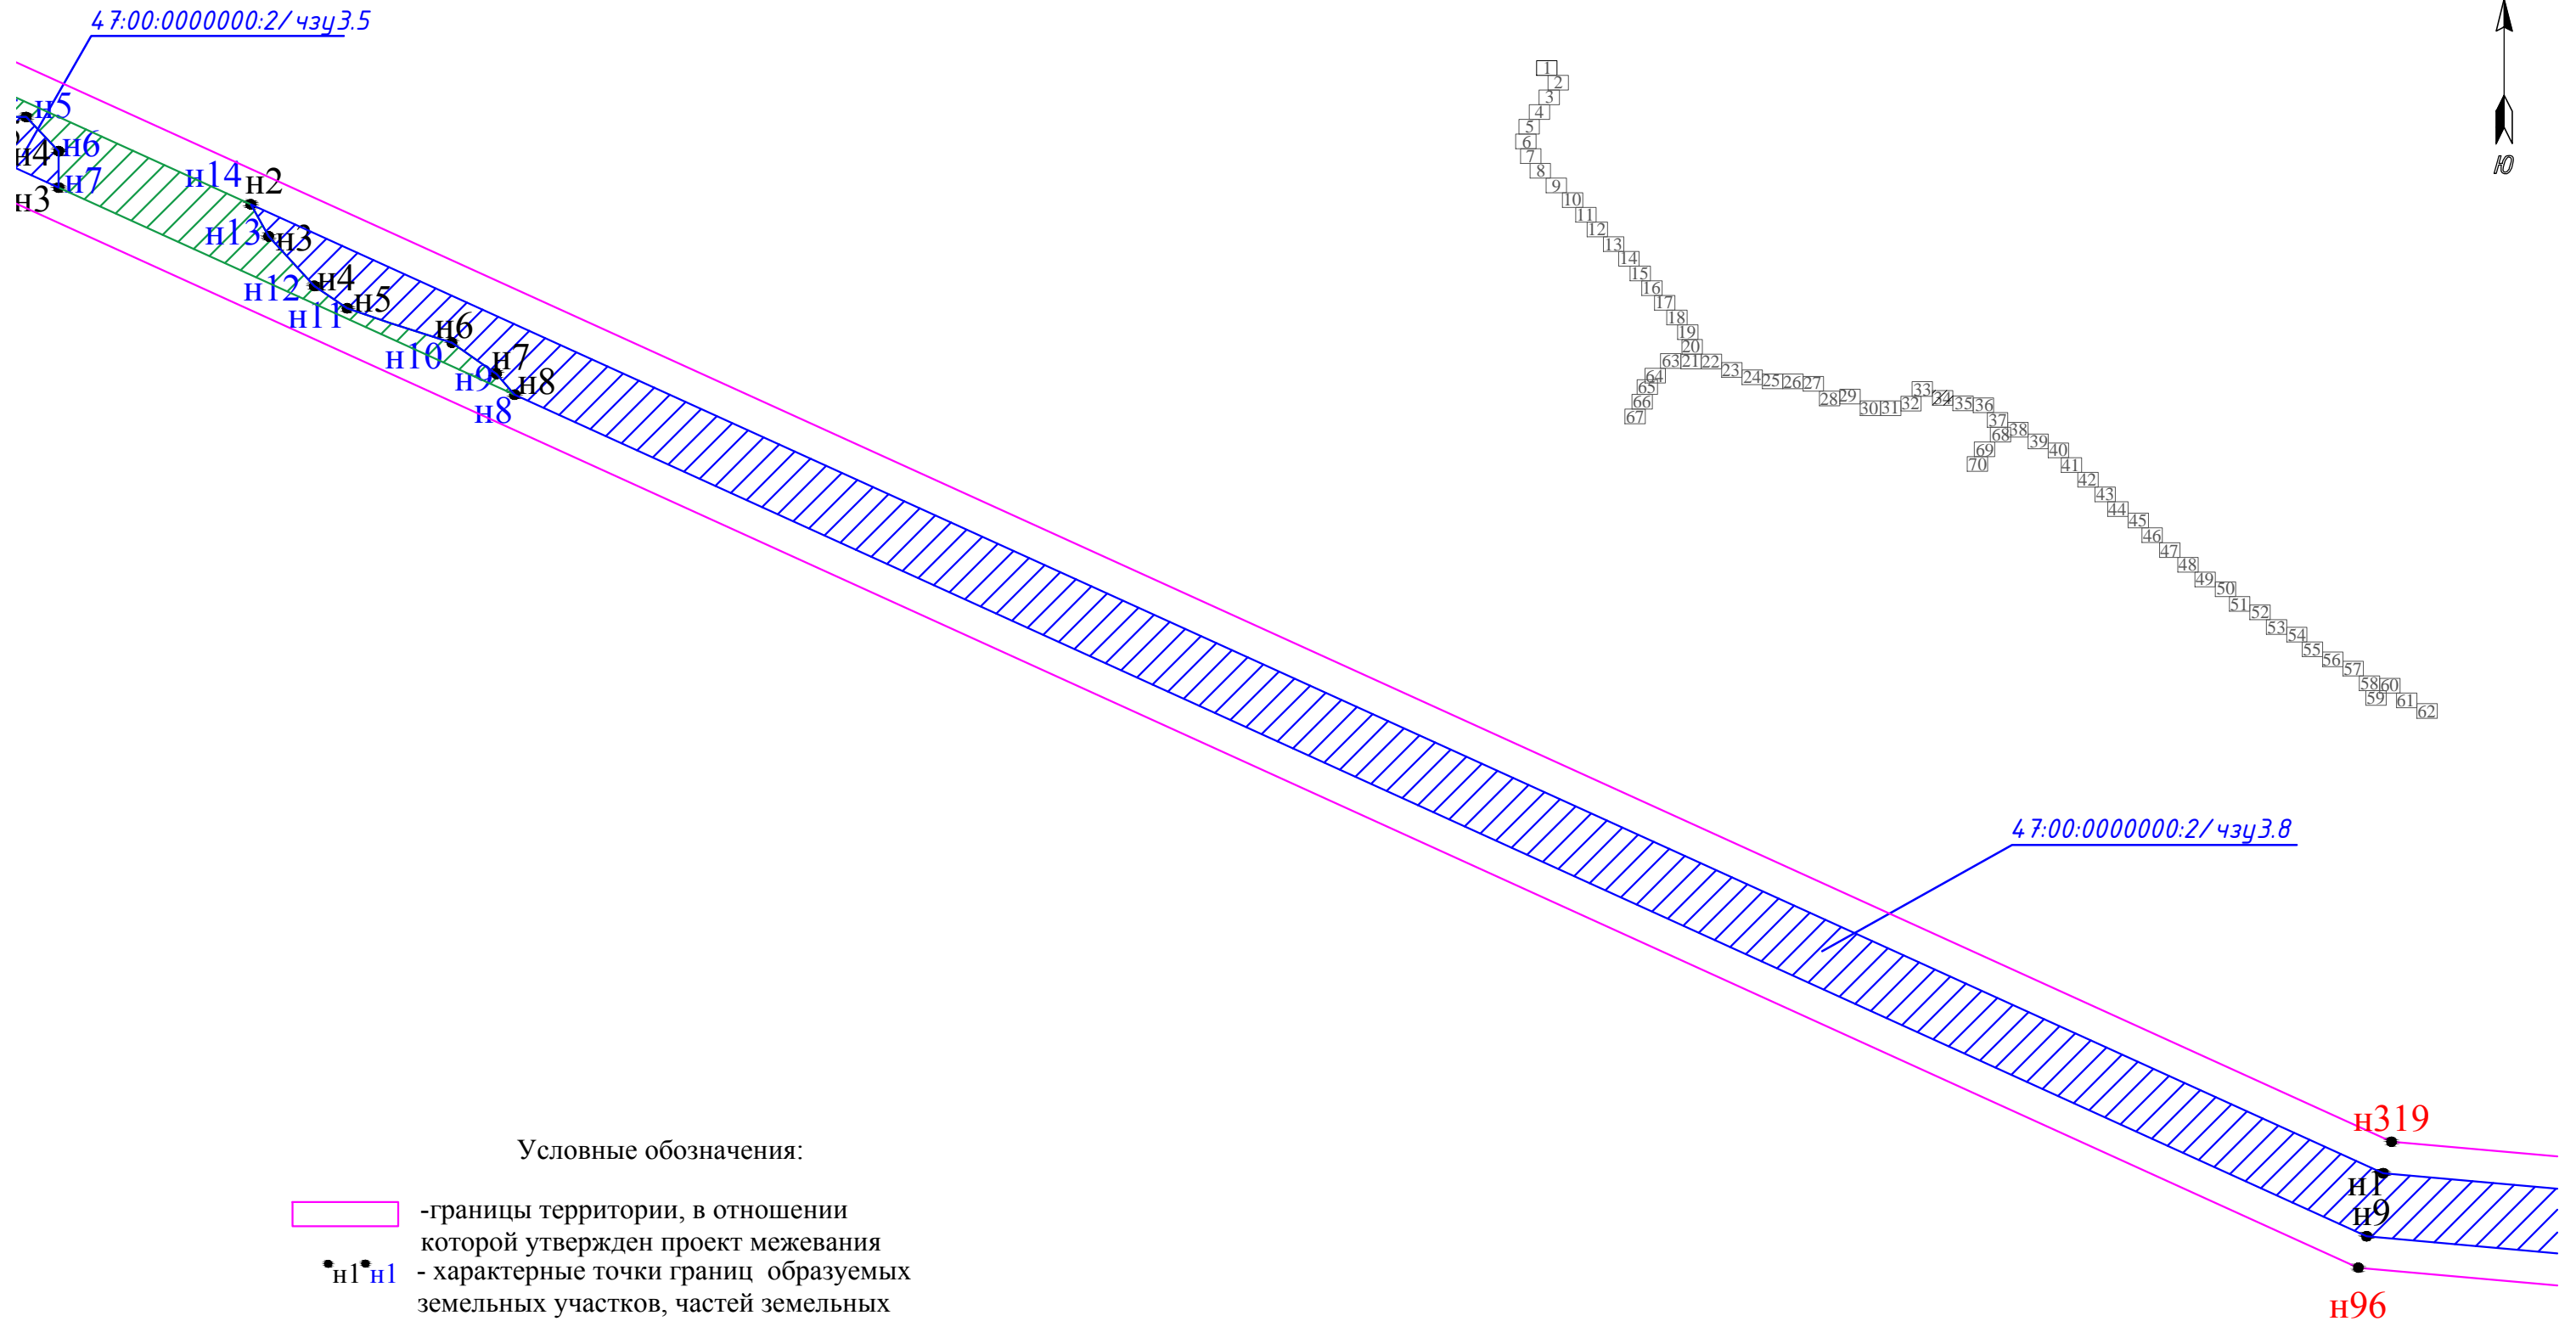 47:00:0000000:2/чзу3.5
н5
н6
н4
н7
н3
н14
н2
н13
н3
н12
н4
н11
н5
н10
н6
н9
н7
н8
н8
1
2
3
4
5
6
7
8
9
10
11
12
13
14
15
16
17
18
19
20
63 21 22
23
64
24
25 26 27
65
28 29
66
67
30 31 32
33
34
35 36
37
68 38
69
39
70
40
41
42
43
44
45
46
47
48
49
50
51
52
53
54
55
56
57
58 60
59 61
62
Ю
47:00:0000000:2/чзу3.8
н319
н1
н9
н96
Условные обозначения:
-границы территории, в отношении
которой утвержден проект межевания
н1 н1 - характерные точки границ образуемых
земельных участков, частей земельных